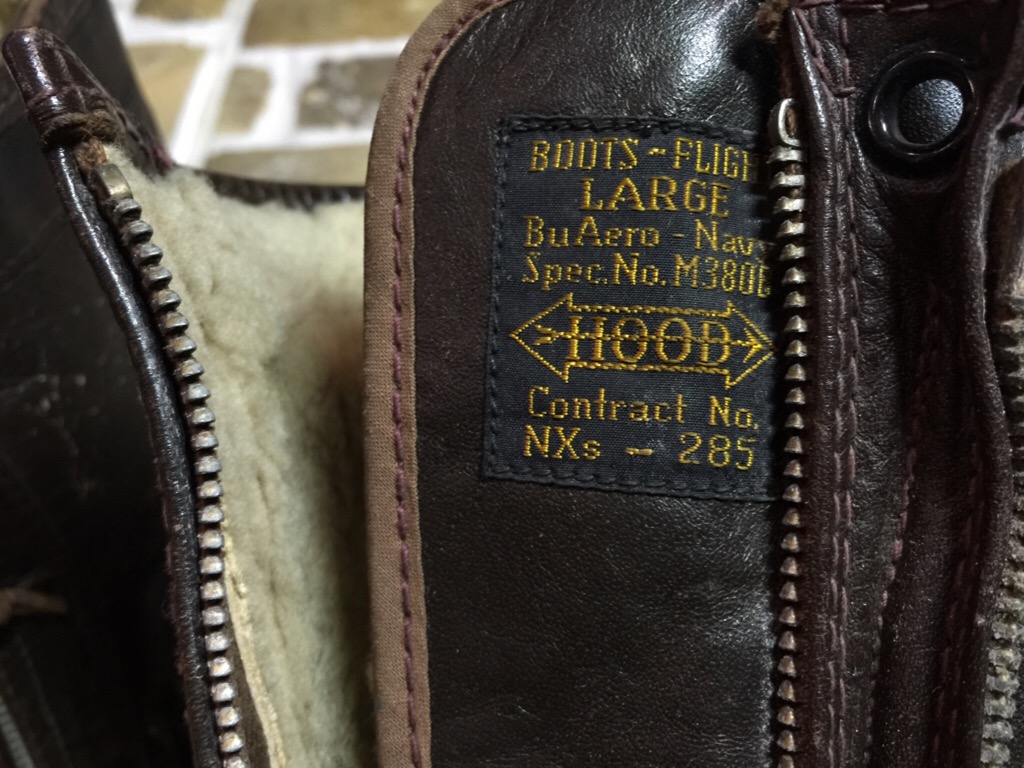 BOOTS - FLIGH
LARGE
BuAero - Navy
Spec. No. M380
HOOD
Contract No.
NXs - 285